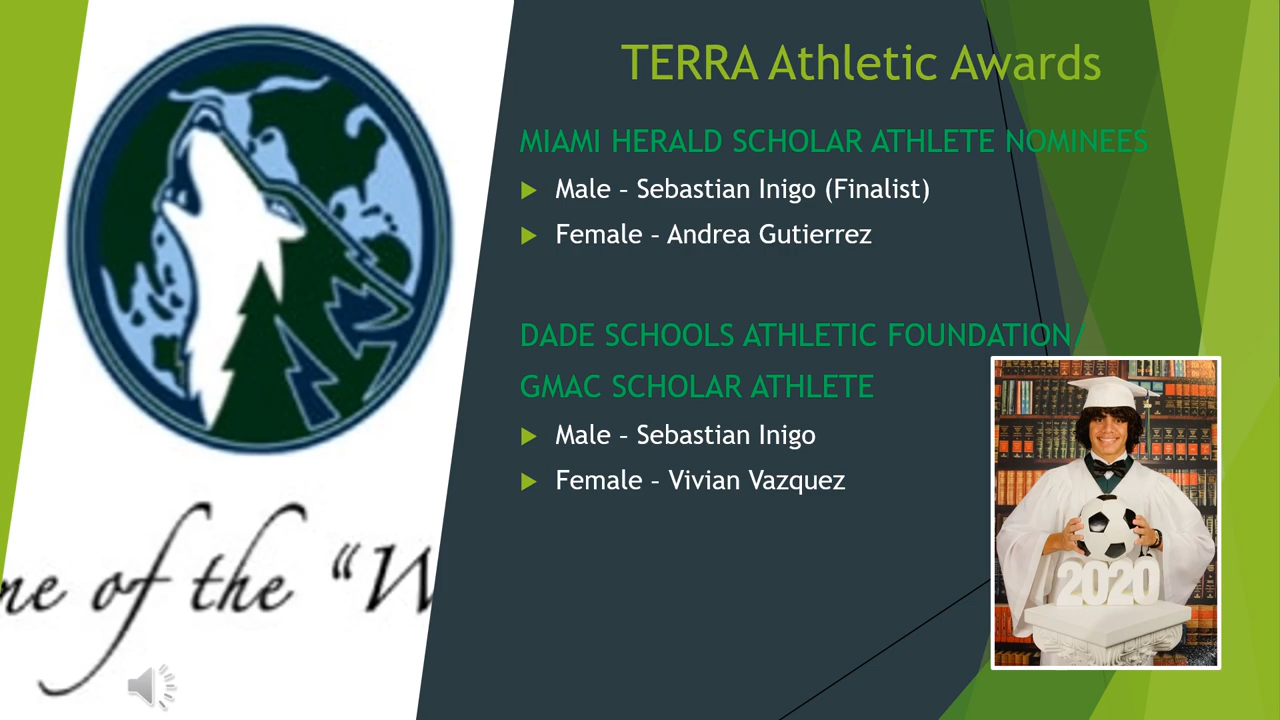 TERRA Athletic Awards
MIAMI HERALD SCHOLAR ATHLETE NOMINEES
Male – Sebastian Inigo (Finalist)
Female – Andrea Gutierrez
DADE SCHOOLS ATHLETIC FOUNDATION/
GMAC SCHOLAR ATHLETE
Male – Sebastian Inigo
Female – Vivian Vazquez
2020
of the “W